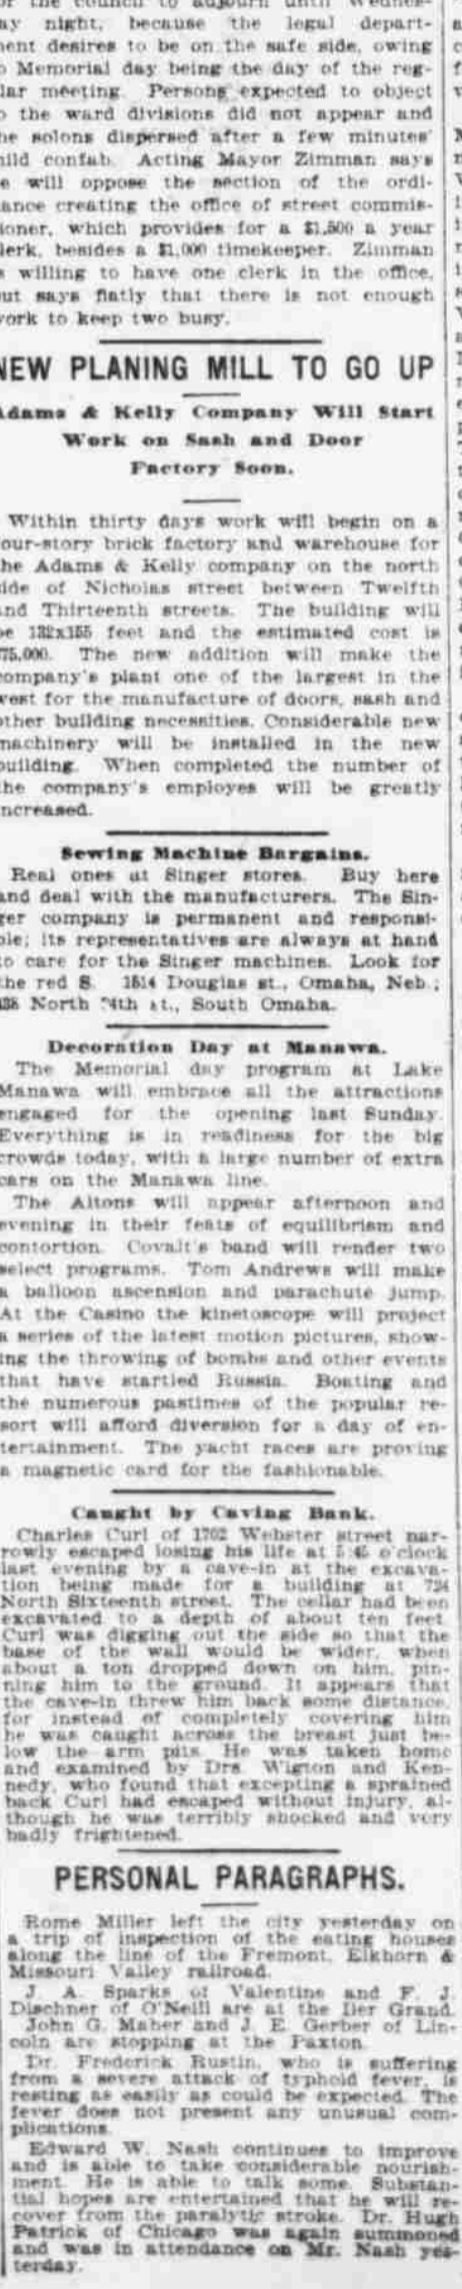 or the council to adjourn until Wednes-
ay night, because the legal depart-
ent desires to be on the safe side, owing
o Memorial day being the day of the reg-
lar meeting. Persons expected to object
o the ward divisions did not appear and
he solons dispersed after a few minutes'
ild confab. Acting Mayor Zimman says
e will oppose the section of the ordi-
ance creating the office of street commis-
ioner, which provides for a $1,500 a year
lerk, besides a $1,000 timekeeper. Zimman
s willing to have one clerk in the office,
ut says flatly that there is not enough
ork to keep two busy.
NEW PLANING MILL TO GO UP
Adams & Kelly Company Will Start
Work on Sash and Door
Factory Soon.
Within thirty days work will begin on a
our-story brick factory and warehouse for
he Adams & Kelly company on the north
ide of Nicholas street between Twelfth
nd Thirteenth streets. The building will
e 132x155 feet and the estimated cost is
$75,000. The new addition will make the
ompany's plant one of the largest in the
west for the manufacture of doors, sash and
other building necessities. Considerable new
machinery will be installed in the new
building. When completed the number of
the company's employes will be greatly
increased.
Sewing Machine Bargains.
Real ones at Singer stores. Buy here
and deal with the manufacturers. The Sin-
ger company is permanent and responsi-
ble; its representatives are always at hand
to care for the Singer machines. Look for
the red S. 1514 Douglas st., Omaha, Neb.;
438 North 24th st., South Omaha.
Decoration Day at Manawa.
The Memorial day program at Lake
Manawa will embrace all the attractions
engaged for the opening last Sunday.
Everything is in readiness for the big
crowds today, with a large number of extra
cars on the Manawa line.
The Altons will appear afternoon and
evening in their feats of equilibrism and
contortion. Covalt's band will render two
select programs. Tom Andrews will make
a balloon ascension and parachute jump.
At the Casino the kinetoscope will project
a series of the latest motion pictures, show-
ing the throwing of bombs and other events
that have startled Russia. Boating and
the numerous pastimes of the popular re-
sort will afford diversion for a day of en-
tertainment. The yacht races are proving
a magnetic card for the fashionable.
Caught by Caving Bank.
Charles Curl of 1702 Webster street nar-
rowly escaped losing his life at 5:45 o'clock
last evening by a cave-in at the excava-
tion being made for a building at 724
North Sixteenth street. The cellar had been
excavated to a depth of about ten feet.
Curl was digging out the side so that the
base of the wall would be wider, when
about a ton dropped down on him, pin-
ning him to the ground. It appears that
the cave-in threw him back some distance,
for instead of completely covering him
he was caught across the breast just be-
low the arm pits. He was taken home
and examined by Drs. Wigton and Ken-
nedy, who found that excepting a sprained
back Curl had escaped without injury, al-
though he was terribly shocked and very
badly frightened.
PERSONAL PARAGRAPHS.
Rome Miller left the city yesterday on
a trip of inspection of the eating houses
along the line of the Fremont, Elkhorn &
Missouri Valley railroad.
J. A. Sparks of Valentine and F. J.
Dischner of O'Neill are at the Her Grand.
John G. Maher and J. E. Gerber of Lin-
coln are stopping at the Paxton.
Dr. Frederick Rustin, who is suffering
from a severe attack of typhoid fever, is
resting as easily as could be expected. The
fever does not present any unusual com-
plications.
Edward W. Nash continues to improve
and is able to take considerable nourish-
ment. He is able to talk some. Substan-
tial hopes are entertained that he will re-
cover from the paralytic stroke. Dr. Hugh
Patrick of Chicago was again summoned
and was in attendance on Mr. Nash yes-
terday.